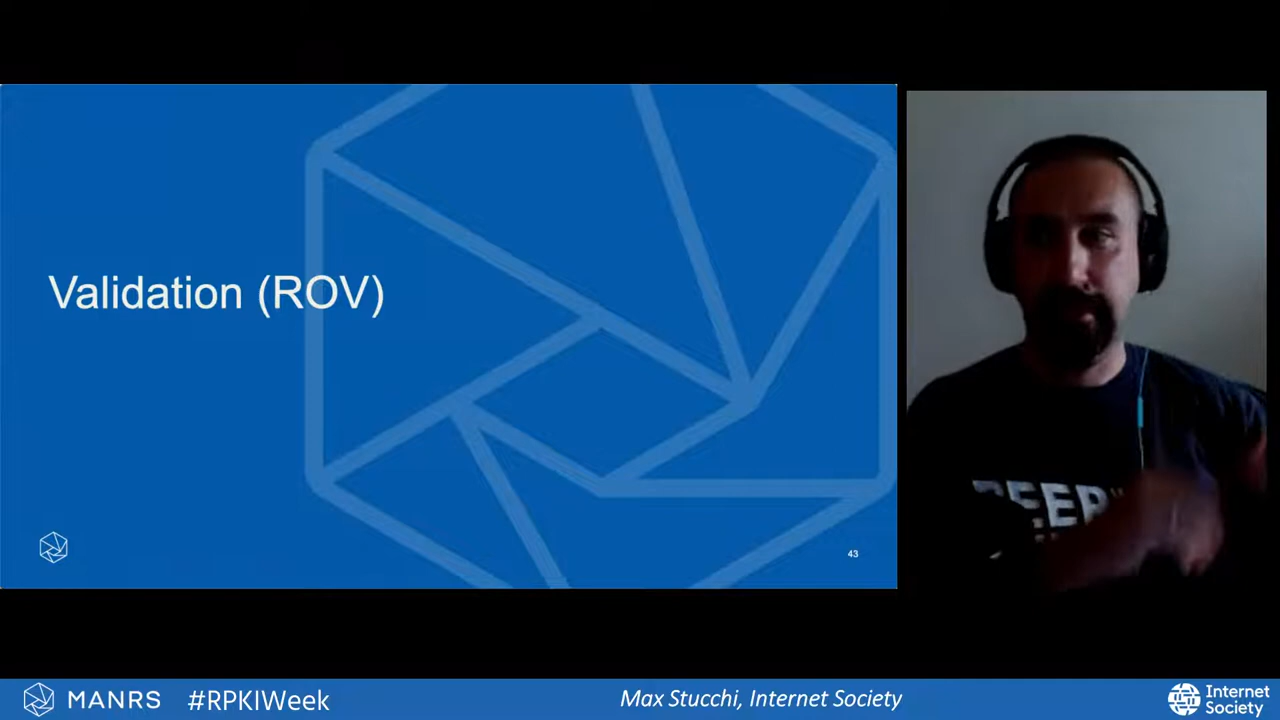 Validation (ROV)
43
MANRS #RPKIWeek
Max Stucchi, Internet Society
Internet
Society